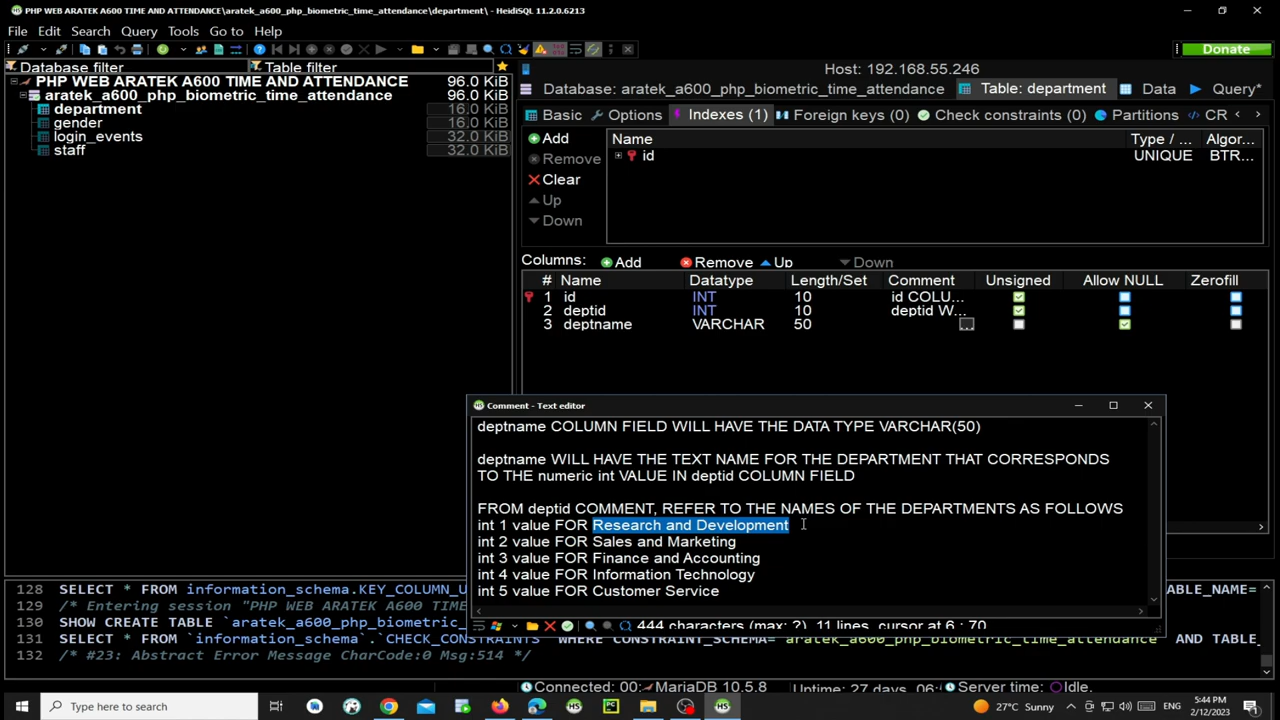 PHP WEB ARATEK A600 TIME AND ATTENDANCE\aratek_a600_php_biometric_time_attendance\department\ - HeidiSQL 11.2.0.6213
File Edit Search Query Tools Go to Help
Donate
Database filter
Table filter
PHP WEB ARATEK A600 TIME AND ATTENDANCE 96.0 KiB
aratek_a600_php_biometric_time_attendance 96.0 KiB
department 16.0 KiB
gender 16.0 KiB
login_events 32.0 KiB
staff 32.0 KiB
Host: 192.168.55.246
Database: aratek_a600_php_biometric_time_attendance Table: department Data Query*
Basic Options Indexes (1) Foreign keys (0) Check constraints (0) Partitions CR
Add
Remove
Clear
Up
Down
Name Type / ... Algor...
id UNIQUE BTR...
Columns: Add Remove Up Down
# Name Datatype Length/Set Comment Unsigned Allow NULL Zerofill
1 id INT 10 id COLU...
2 deptid INT 10 deptid W...
3 deptname VARCHAR 50 ...
Comment - Text editor
deptname COLUMN FIELD WILL HAVE THE DATA TYPE VARCHAR(50)
deptname WILL HAVE THE TEXT NAME FOR THE DEPARTMENT THAT CORRESPONDS
TO THE numeric int VALUE IN deptid COLUMN FIELD
FROM deptid COMMENT, REFER TO THE NAMES OF THE DEPARTMENTS AS FOLLOWS
int 1 value FOR Research and Development
int 2 value FOR Sales and Marketing
int 3 value FOR Finance and Accounting
int 4 value FOR Information Technology
int 5 value FOR Customer Service
444 characters (max: ?), 11 lines, cursor at 6 : 70
128 SELECT * FROM information_schema.KEY_COLUMN_U TABLE_NAME=
129 /* Entering session "PHP WEB ARATEK A600 TIME
130 SHOW CREATE TABLE `aratek_a600_php_biometric_
131 SELECT * FROM `information_schema`.`CHECK_CONSTRAINTS` WHERE CONSTRAINT_SCHEMA='aratek_a600_php_biometric_time_attendance' AND TABLE_
132 /* #23: Abstract Error Message CharCode:0 Msg:514 */
Connected: 00: MariaDB 10.5.8 Uptime: 27 days, 06: Server time: Idle.
Type here to search
27°C Sunny
ENG
5:44 PM
2/12/2023